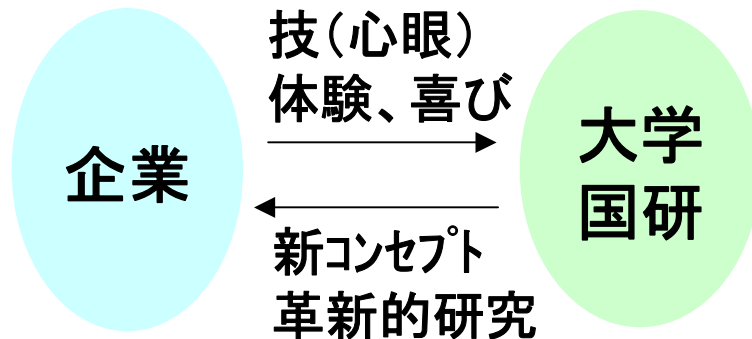 企業
技（心眼）
体験、喜び
新コンセプト
革新的研究
大学
国研